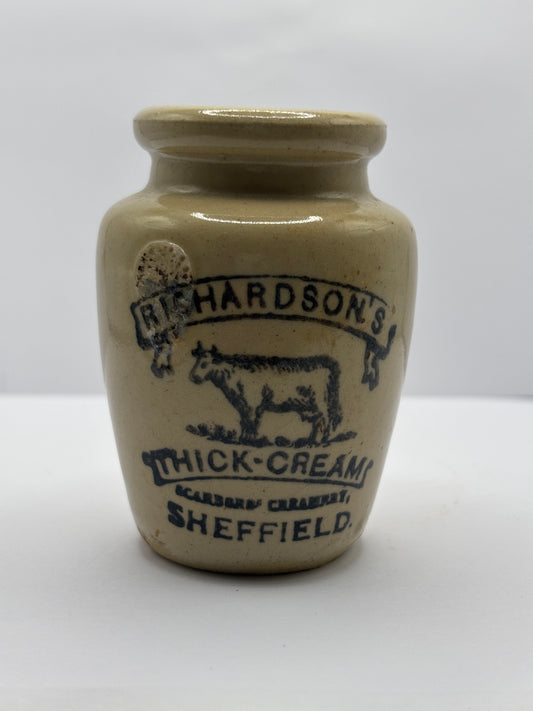 RICHARDSON'S
THICK-CREAM
CREAMERY,
SHEFFIELD.